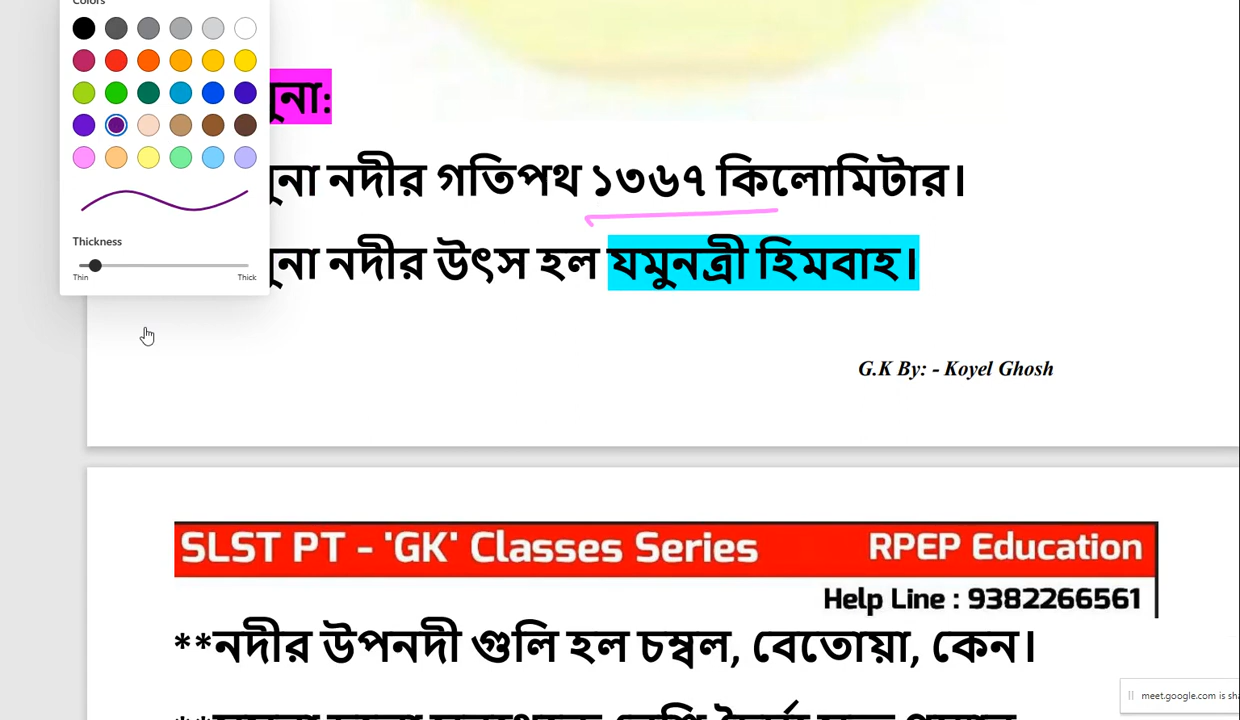 Colors
না:
না নদীর গতিপথ ১৩৬৭ কিলোমিটার।
Thickness
না নদীর উৎস হল যমুনত্রী হিমবাহ।
Thin Thick
G.K By: - Koyel Ghosh
SLST PT - 'GK' Classes Series RPEP Education
Help Line : 9382266561
**নদীর উপনদী গুলি হল চম্বল, বেতোয়া, কেন।
meet.google.com is sha